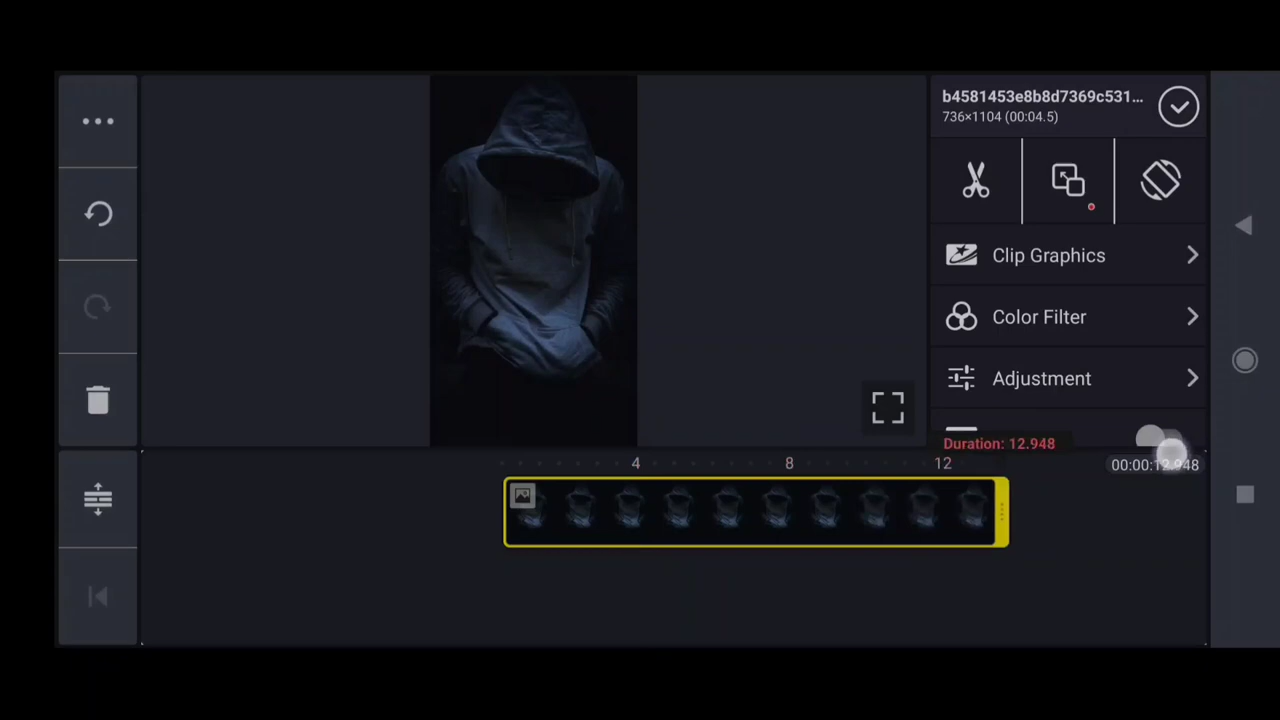 b4581453e8b8d7369c531...
736×1104 (00:04.5)
Clip Graphics
Color Filter
Adjustment
Duration: 12.948
4 8 12
00:00:12.948